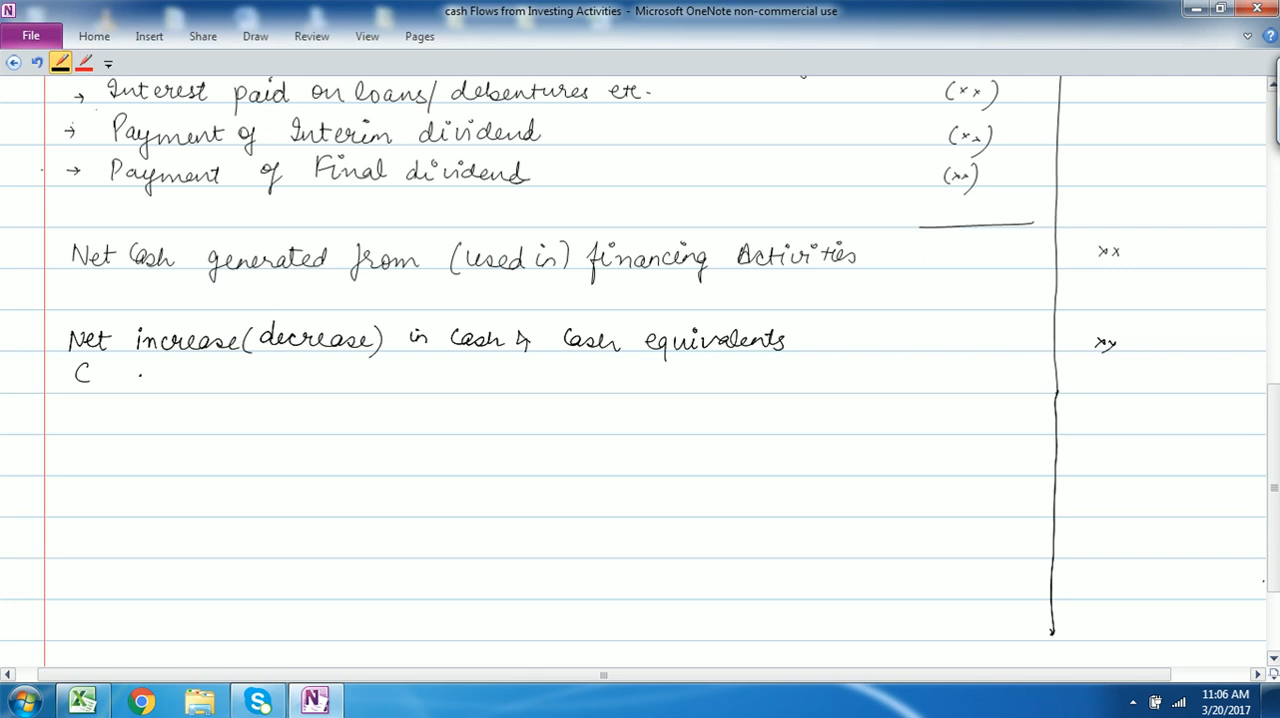 cash Flows from Investing Activities - Microsoft OneNote non-commercial use
File Home Insert Share Draw Review View Pages
→ Interest paid on loans/ debentures etc. (xx)
→ Payment of Interim dividend (xx)
→ Payment of Final dividend (xx)
Net Cash generated from (used in) financing Activities xx
Net increase (decrease) in Cash & Cash equivalents xy
C
11:06 AM
3/20/2017